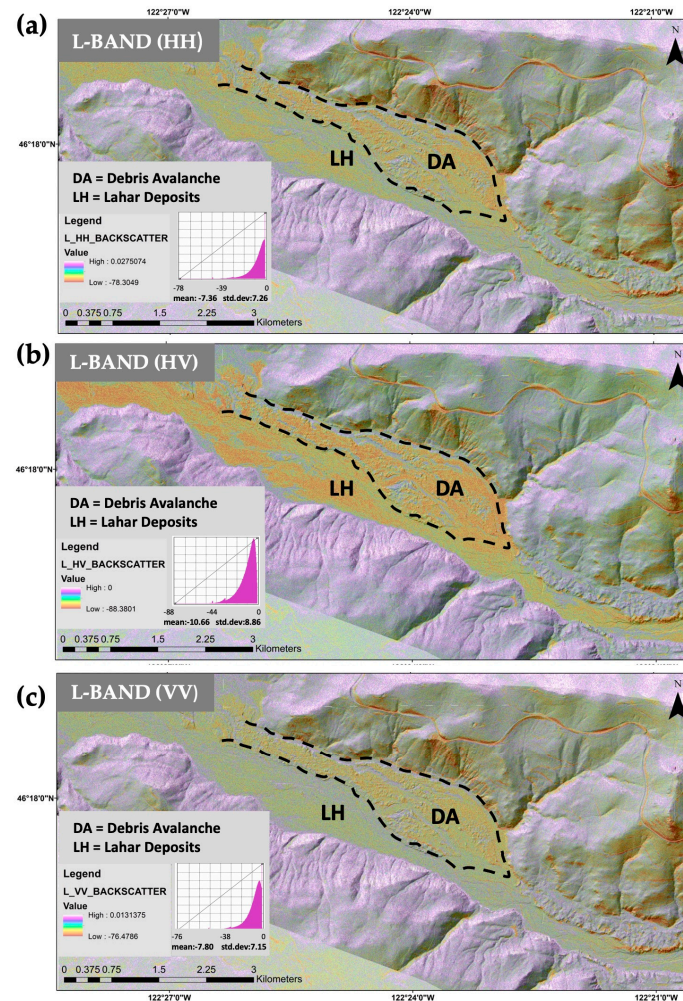 122°27'0"W 122°24'0"W 122°21'0"W
(a)
L-BAND (HH)
N
46°18'0"N
LH
DA
DA = Debris Avalanche
LH = Lahar Deposits
Legend
L_HH_BACKSCATTER
Value
High : 0.0275074
Low : -78.3049
-78 -39 0
mean: -7.36 std.dev:7.26
0 0.375 0.75 1.5 2.25 3
Kilometers
(b)
L-BAND (HV)
N
46°18'0"N
LH
DA
DA = Debris Avalanche
LH = Lahar Deposits
Legend
L_HV_BACKSCATTER
Value
High : 0
Low : -88.3801
-88 -44 0
mean:-10.66 std.dev:8.86
0 0.375 0.75 1.5 2.25 3
Kilometers
(c)
L-BAND (VV)
N
46°18'0"N
LH
DA
DA = Debris Avalanche
LH = Lahar Deposits
Legend
L_VV_BACKSCATTER
Value
High : 0.0131375
Low : -76.4786
-76 -38 0
mean:-7.80 std.dev:7.15
0 0.375 0.75 1.5 2.25 3
Kilometers
122°27'0"W 122°24'0"W 122°21'0"W